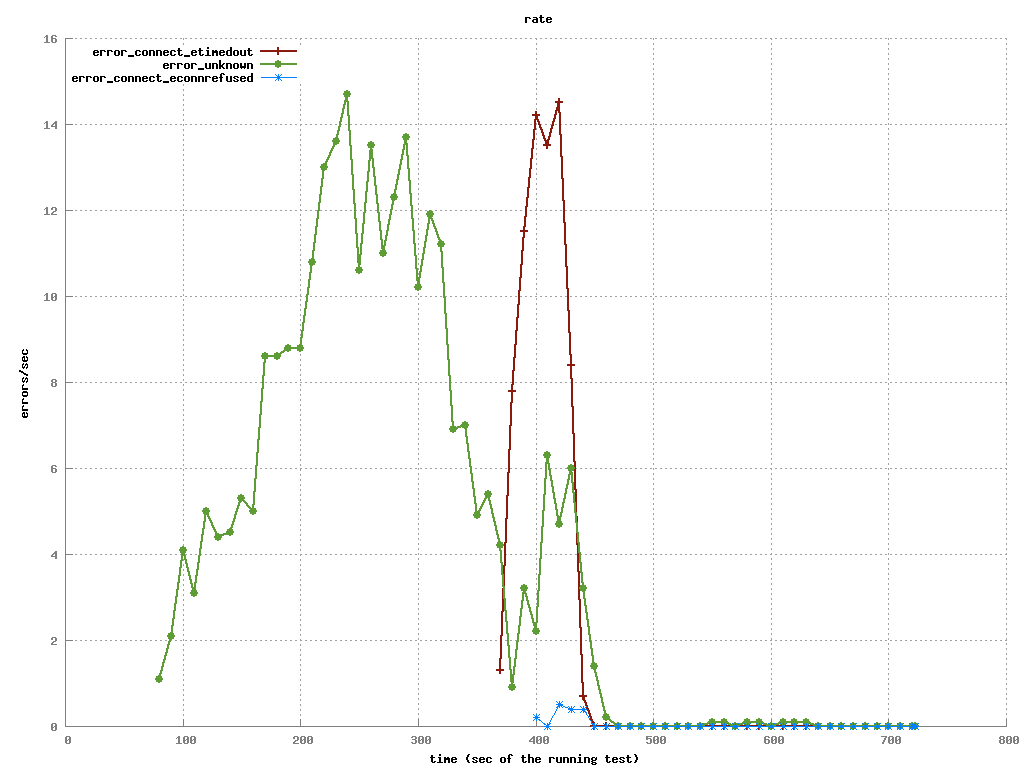 rate
16
error_connect_etimedout
error_unknown
error_connect_econnrefused
14
12
10
8
6
4
2
0
errors/sec
0 100 200 300 400 500 600 700 800
time (sec of the running test)